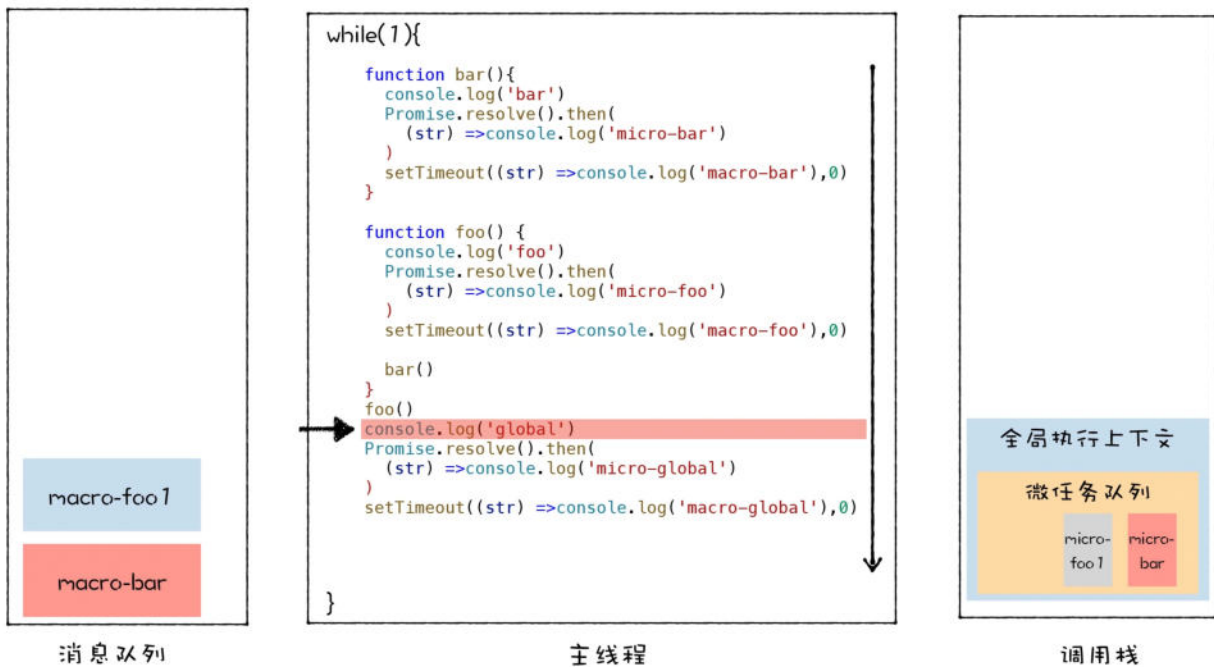 while(1){
function bar(){
console.log('bar')
Promise.resolve().then(
(str) =>console.log('micro-bar')
)
setTimeout((str) =>console.log('macro-bar'),0)
}
function foo() {
console.log('foo')
Promise.resolve().then(
(str) =>console.log('micro-foo')
)
setTimeout((str) =>console.log('macro-foo'),0)
bar()
}
foo()
console.log('global')
Promise.resolve().then(
(str) =>console.log('micro-global')
)
setTimeout((str) =>console.log('macro-global'),0)
}
macro-foo1
macro-bar
全局执行上下文
微任务队列
micro-
foo1
micro-
bar
消息队列
主线程
调用栈